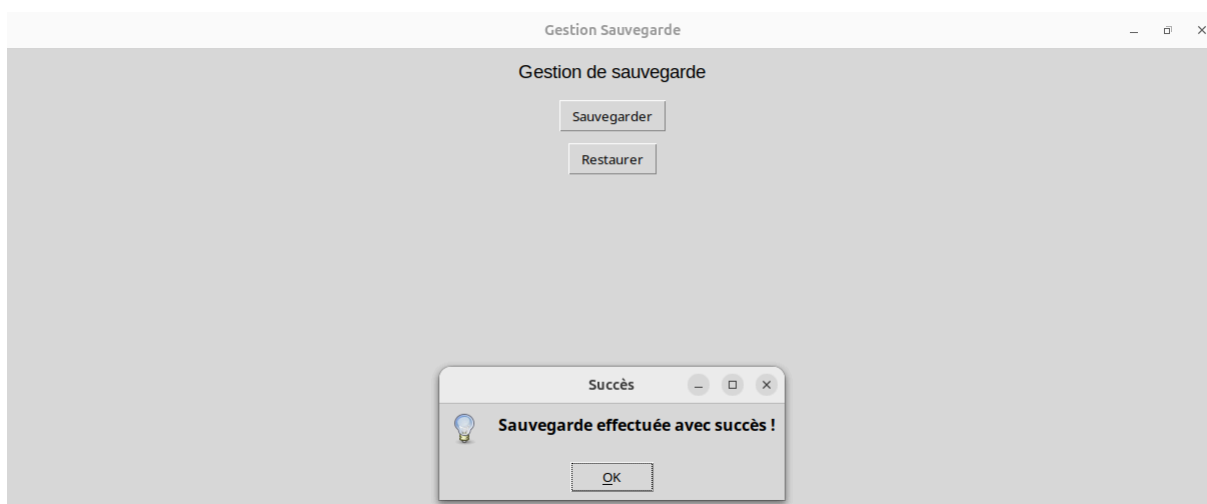 Gestion Sauvegarde
Gestion de sauvegarde
Sauvegarder
Restaurer
Succès
Sauvegarde effectuée avec succès !
OK